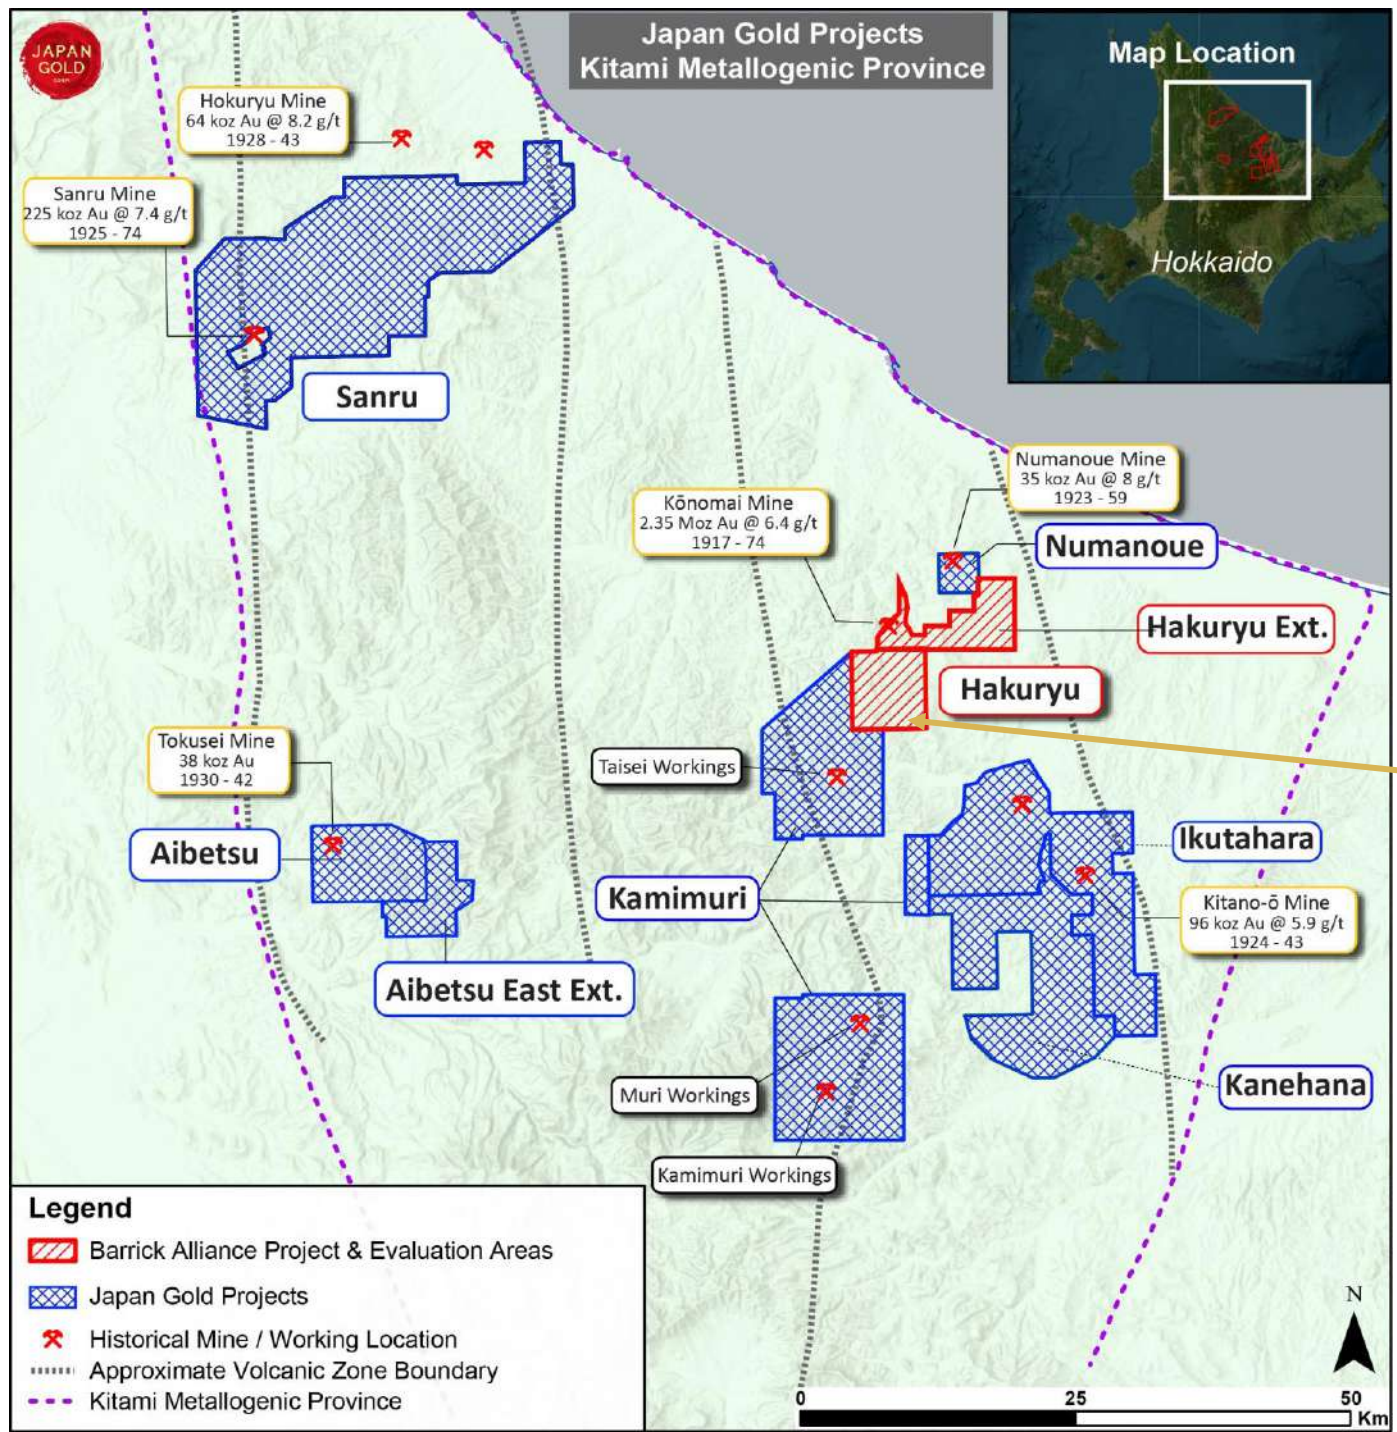 JAPAN
GOLD
Japan Gold Projects
Kitami Metallogenic Province
Map Location
Hokkaido
Hokuryu Mine
64 koz Au @ 8.2 g/t
1928 - 43
Sanru Mine
225 koz Au @ 7.4 g/t
1925 - 74
Sanru
Numanoue Mine
35 koz Au @ 8 g/t
1923 - 59
Kōnomai Mine
2.35 Moz Au @ 6.4 g/t
1917 - 74
Numanoue
Hakuryu Ext.
Hakuryu
Tokusei Mine
38 koz Au
1930 - 42
Taisei Workings
Aibetsu
Ikutahara
Kamimuri
Kitano-ō Mine
96 koz Au @ 5.9 g/t
1924 - 43
Aibetsu East Ext.
Muri Workings
Kanehana
Kamimuri Workings
Legend
Barrick Alliance Project & Evaluation Areas
Japan Gold Projects
Historical Mine / Working Location
Approximate Volcanic Zone Boundary
Kitami Metallogenic Province
N
0 25 50
Km